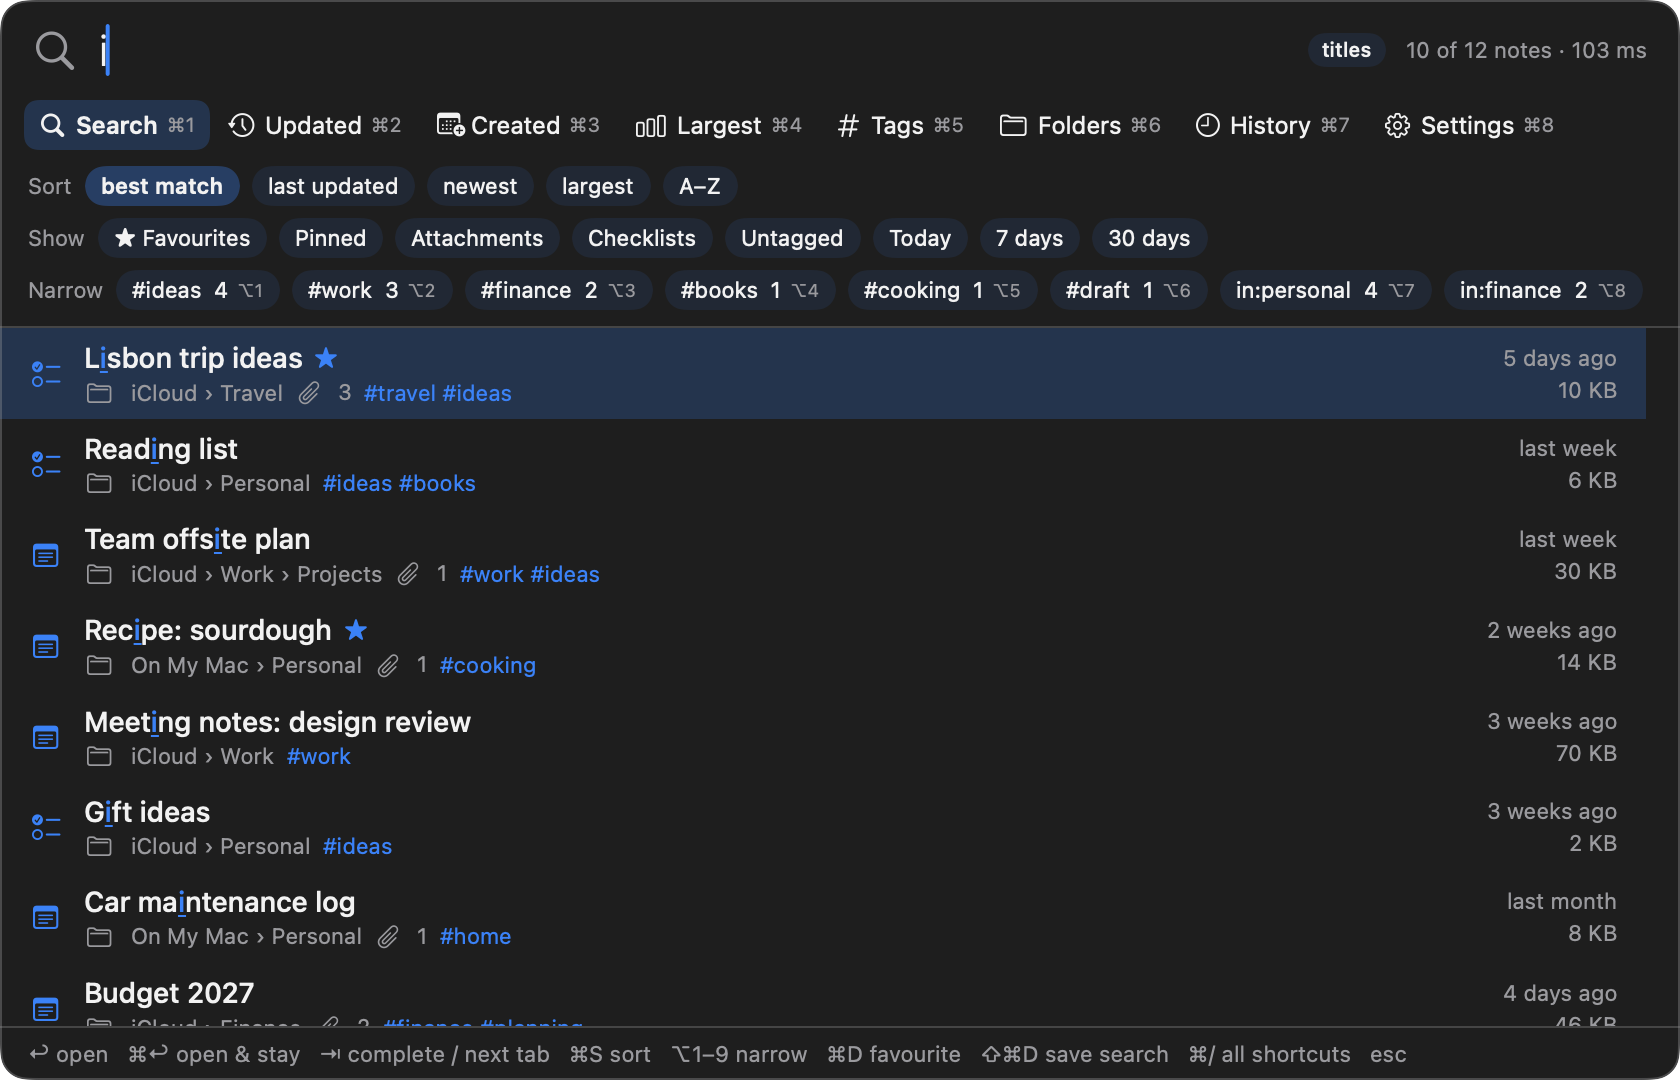 i titles 10 of 12 notes · 103 ms
Search ⌘1 Updated ⌘2 Created ⌘3 Largest ⌘4 # Tags ⌘5 Folders ⌘6 History ⌘7 Settings ⌘8
Sort best match last updated newest largest A–Z
Show ★ Favourites Pinned Attachments Checklists Untagged Today 7 days 30 days
Narrow #ideas 4 ⌥1 #work 3 ⌥2 #finance 2 ⌥3 #books 1 ⌥4 #cooking 1 ⌥5 #draft 1 ⌥6 in:personal 4 ⌥7 in:finance 2 ⌥8
Lisbon trip ideas ★ 5 days ago
iCloud › Travel 3 #travel #ideas 10 KB
Reading list last week
iCloud › Personal #ideas #books 6 KB
Team offsite plan last week
iCloud › Work › Projects 1 #work #ideas 30 KB
Recipe: sourdough ★ 2 weeks ago
On My Mac › Personal 1 #cooking 14 KB
Meeting notes: design review 3 weeks ago
iCloud › Work #work 70 KB
Gift ideas 3 weeks ago
iCloud › Personal #ideas 2 KB
Car maintenance log last month
On My Mac › Personal 1 #home 8 KB
Budget 2027 4 days ago
iCloud › Finance 2 #finance #planning 46 KB
↩ open ⌘↩ open & stay ⇥ complete / next tab ⌘S sort ⌥1–9 narrow ⌘D favourite ⇧⌘D save search ⌘/ all shortcuts esc